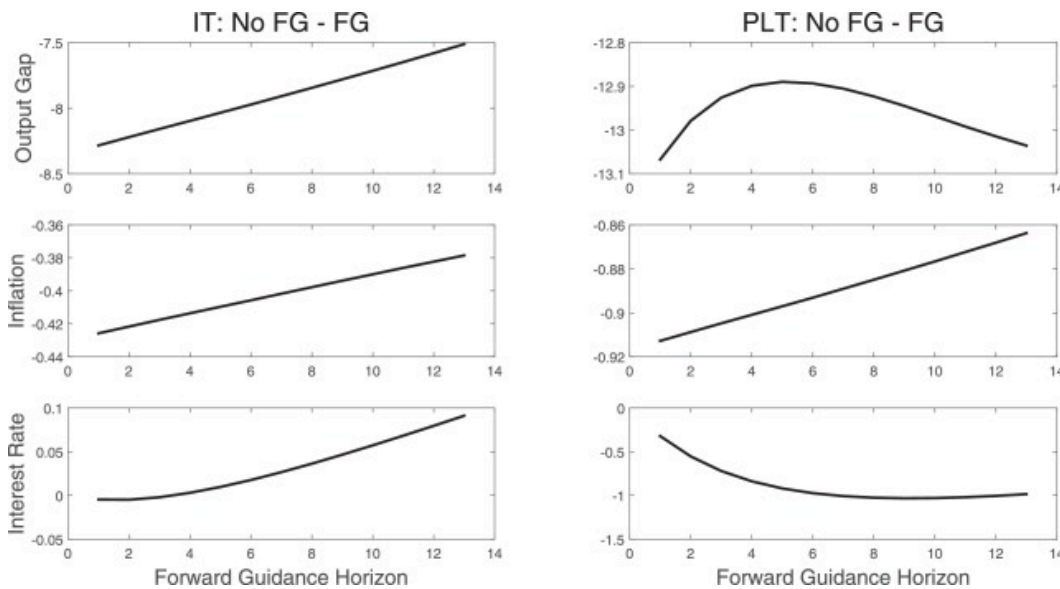 IT: No FG - FG
-7.5
-8
-8.5
Output Gap
0 2 4 6 8 10 12 14
-0.36
-0.38
-0.4
-0.42
-0.44
Inflation
0 2 4 6 8 10 12 14
0.1
0.05
0
-0.05
Interest Rate
0 2 4 6 8 10 12 14
Forward Guidance Horizon
PLT: No FG - FG
-12.8
-12.9
-13
-13.1
0 2 4 6 8 10 12 14
-0.86
-0.88
-0.9
-0.92
0 2 4 6 8 10 12 14
0
-0.5
-1
-1.5
0 2 4 6 8 10 12 14
Forward Guidance Horizon